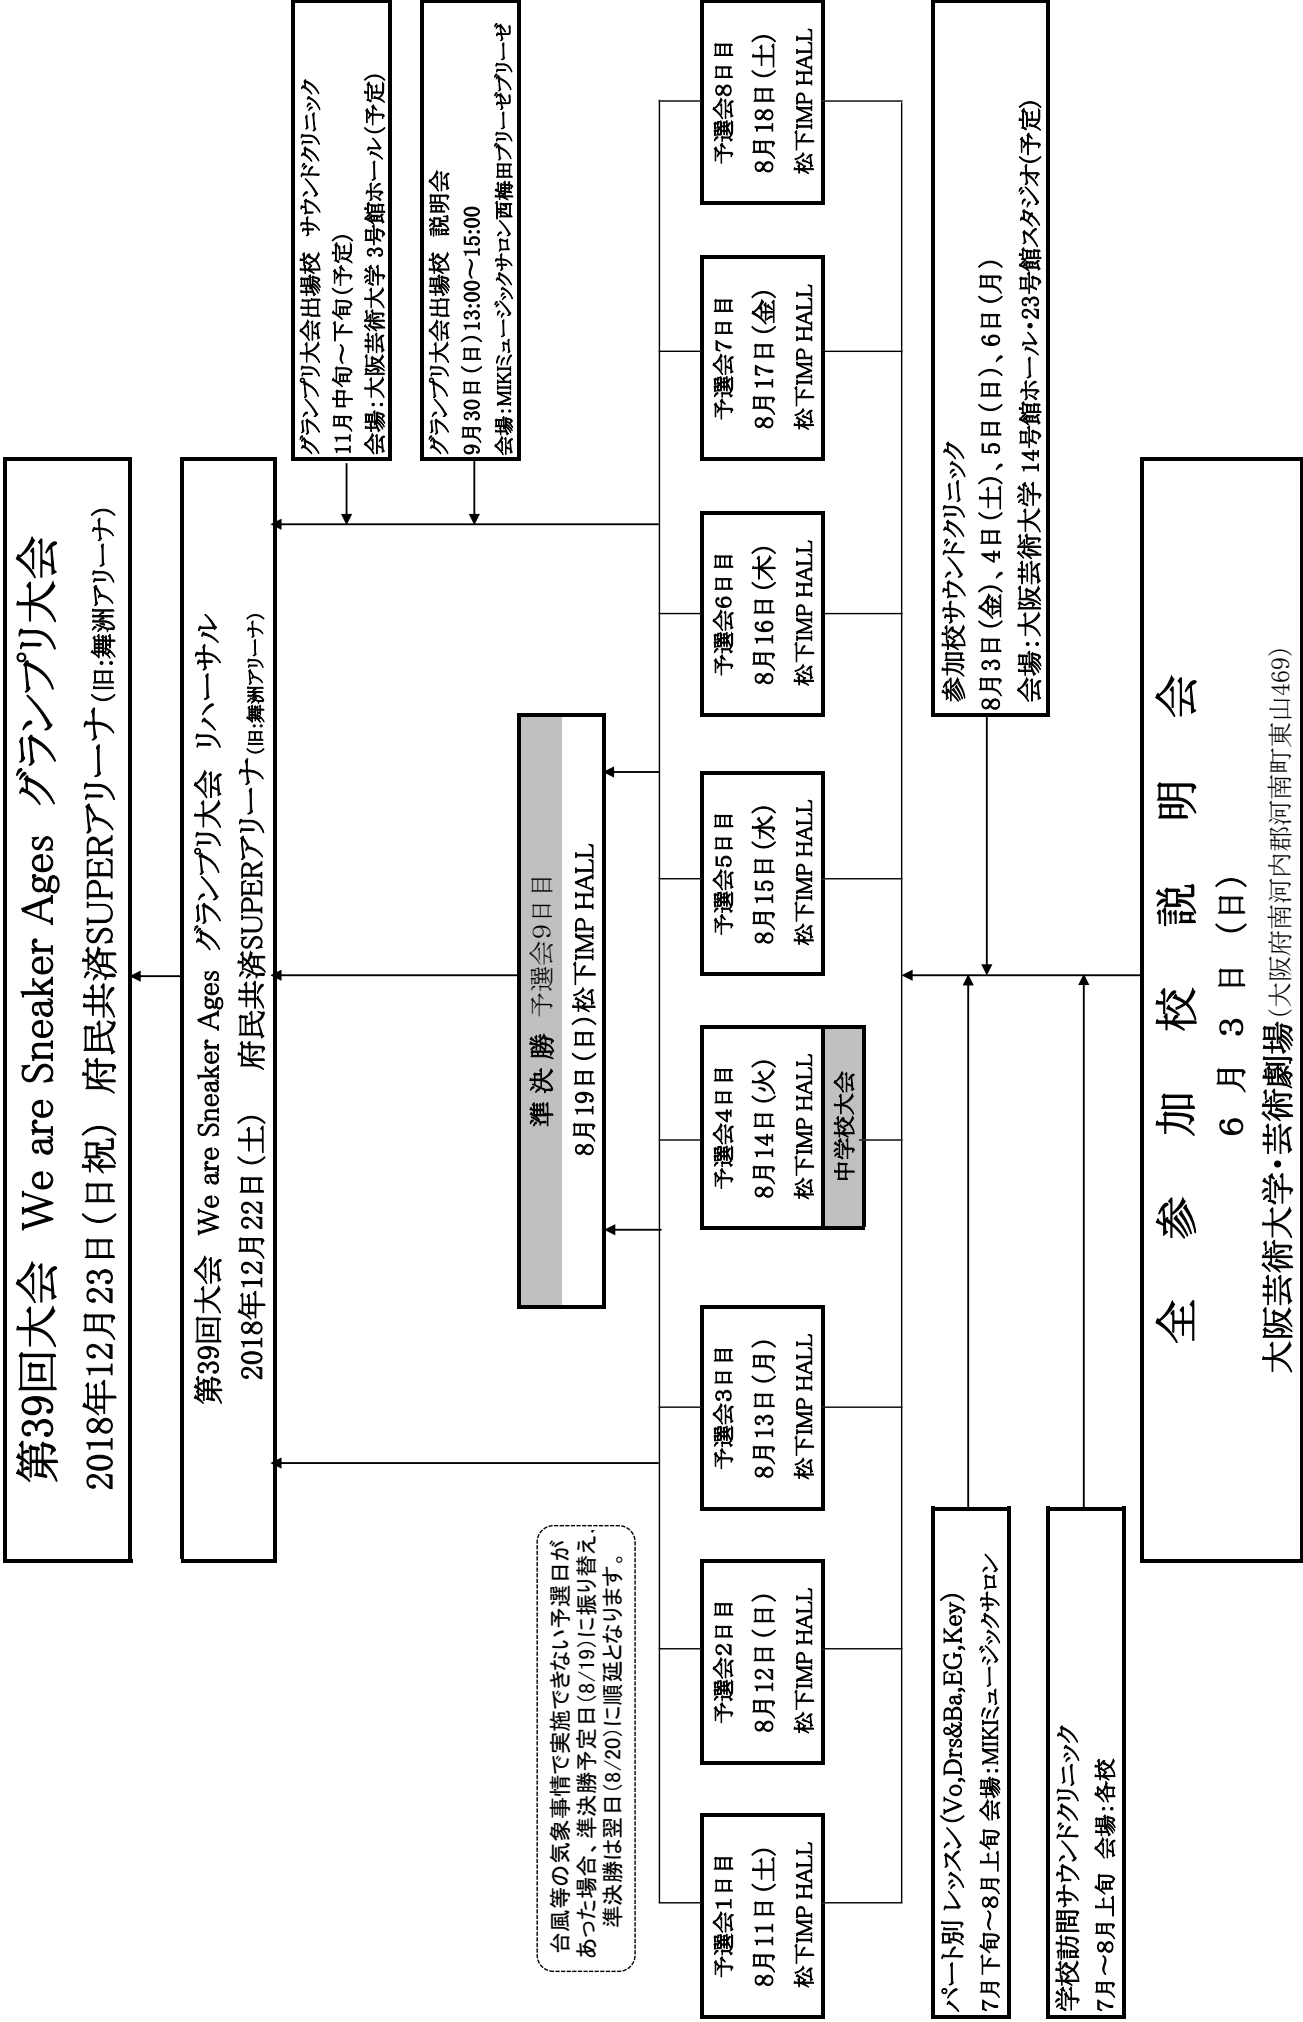 第39回大会 We are Sneaker Ages グランプリ大会
2018年12月23日(日祝) 府民共済SUPERアリーナ(旧:舞洲アリーナ)
第39回大会 We are Sneaker Ages グランプリ大会 リハーサル
2018年12月22日(土) 府民共済SUPERアリーナ(旧:舞洲アリーナ)
グランプリ大会出場校 サウンドクリニック
11月中旬～下旬(予定)
会場:大阪芸術大学 3号館ホール(予定)
グランプリ大会出場校 説明会
9月30日(日)13:00～15:00
会場:MIKIミュージックサロン西梅田ブリーゼブリーゼ
準決勝 予選会9日目
8月19日(日)松下IMP HALL
台風等の気象事情で実施できない予選日が
あった場合、準決勝予定日(8/19)に振り替え、
準決勝は翌日(8/20)に順延となります。
予選会1日目
8月11日(土)
松下IMP HALL
予選会2日目
8月12日(日)
松下IMP HALL
予選会3日目
8月13日(月)
松下IMP HALL
予選会4日目
8月14日(火)
松下IMP HALL
中学校大会
予選会5日目
8月15日(水)
松下IMP HALL
予選会6日目
8月16日(木)
松下IMP HALL
予選会7日目
8月17日(金)
松下IMP HALL
予選会8日目
8月18日(土)
松下IMP HALL
パート別 レッスン(Vo,Drs&Ba,EG,Key)
7月下旬～8月上旬 会場:MIKIミュージックサロン
学校訪問サウンドクリニック
7月～8月上旬 会場:各校
参加校サウンドクリニック
8月3日(金)、4日(土)、5日(日)、6日(月)
会場:大阪芸術大学 14号館ホール・23号館スタジオ(予定)
全参加校説明会
6月3日(日)
大阪芸術大学・芸術劇場(大阪府南河内郡河南町東山469)